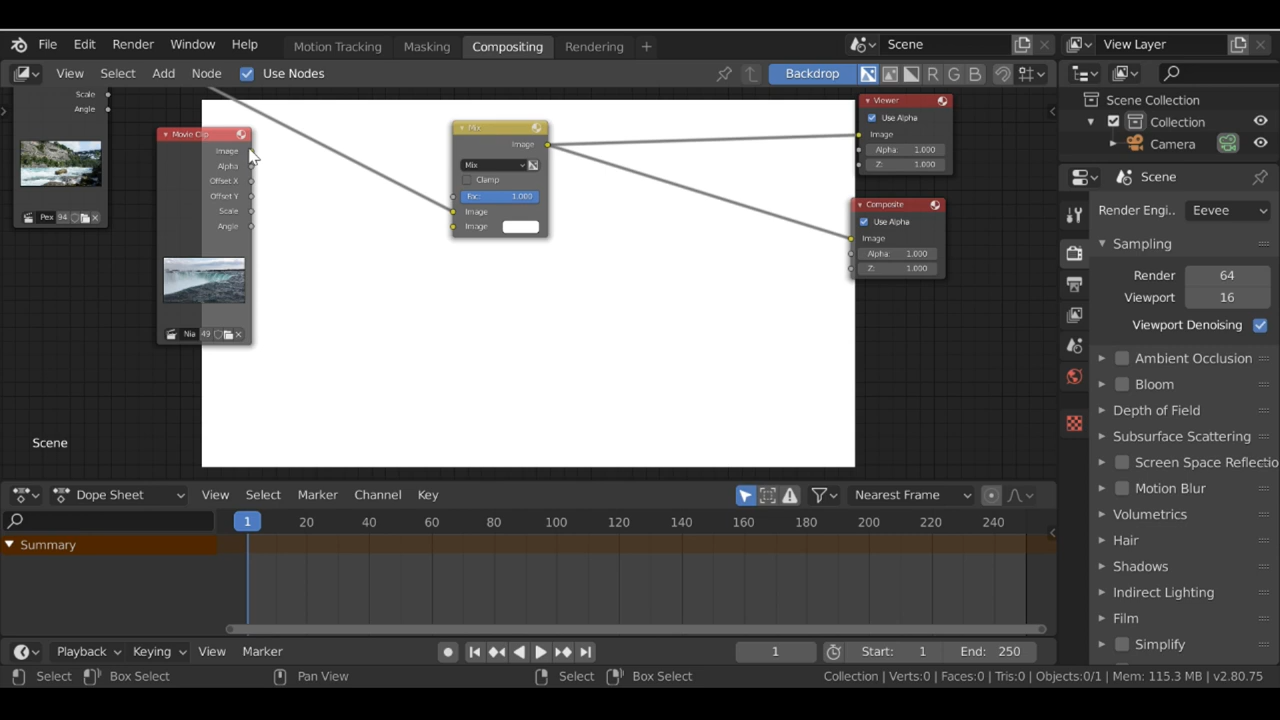 File Edit Render Window Help Motion Tracking Masking Compositing Rendering + Scene View Layer
View Select Add Node Use Nodes Backdrop R G B
Scale
Angle
Pex 94
Movie Clip
Image
Alpha
Offset X
Offset Y
Scale
Angle
Nia 49
Mix
Image
Mix
Clamp
Fac: 1.000
Image
Image
Viewer
Use Alpha
Image
Alpha: 1.000
Z: 1.000
Composite
Use Alpha
Image
Alpha: 1.000
Z: 1.000
Scene
Scene Collection
Collection
Camera
Scene
Render Engi.. Eevee
Sampling
Render 64
Viewport 16
Viewport Denoising
Ambient Occlusion
Bloom
Depth of Field
Subsurface Scattering
Screen Space Reflectio
Motion Blur
Volumetrics
Hair
Shadows
Indirect Lighting
Film
Simplify
Dope Sheet View Select Marker Channel Key Nearest Frame
1 20 40 60 80 100 120 140 160 180 200 220 240
Summary
Playback Keying View Marker 1 Start: 1 End: 250
Select Box Select Pan View Select Box Select Collection | Verts:0 | Faces:0 | Tris:0 | Objects:0/1 | Mem: 115.3 MB | v2.80.75